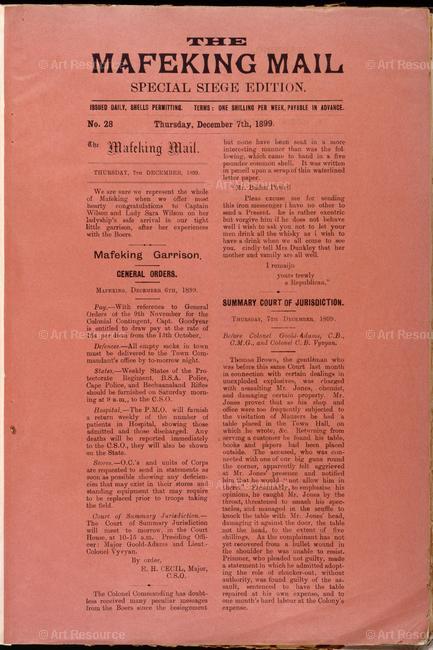 THE
MAFEKING MAIL
SPECIAL SIEGE EDITION.
ISSUED DAILY, SHELLS PERMITTING. TERMS: ONE SHILLING PER WEEK, PAYABLE IN ADVANCE.
No. 28 Thursday, December 7th, 1899.
The Mafeking Mail.
THURSDAY, 7TH DECEMBER, 1899.
We are sure we represent the whole
of Mafeking when we offer most
hearty congratulations to Captain
Wilson and Lady Sara Wilson on her
ladyship's safe arrival in our tight
little garrison, after her experiences
with the Boers.
Mafeking Garrison.
GENERAL ORDERS.
MAFEKING, DECEMBER 6TH, 1899.
Pay.—With reference to General
Orders of the 9th November for the
Colonial Contingent, Capt. Goodyear
is entitled to draw pay at the rate of
per diem from the 13th October.
Defences.—All empty sacks in town
must be delivered to the Town Com-
mandant's office by to-morrow night.
States.—Weekly States of the Pro-
tectorate Regiment, B.S.A. Police,
Cape Police, and Bechuanaland Rifles
should be furnished on Saturday morn-
ing at 9 a.m., to the C.S.O.
Hospital.—The P.M.O. will furnish
a return weekly of the number of
patients in Hospital, showing those
admitted and those discharged. Any
deaths will be reported immediately
to the C.S.O., they will also be shown
on the State.
Stores.—O.C.'s and units of Corps
are requested to send in statements as
soon as possible showing any deficien-
cies that may exist in their stores and
standing equipment that may require
to be replaced prior to troops taking
the field.
Court of Summary Jurisdiction.—
The Court of Summary Jurisdiction
will meet to-morrow, in the Court
House, at 10-15 a.m. Presiding Offi-
cer: Major Goold-Adams and Lieut.-
Colonel Vyvyan.
By order,
E. H. CECIL, Major,
C.S.O.
The Colonel Commanding has doubt-
less received many peculiar messages
from the Boers since the besiegement
but none have been sent in a more
interesting manner than was the fol-
lowing, which came to hand in a five
pounder common shell. It was written
in pencil upon a scrap of this waterlined
letter paper.
Mr. Baden Powell
Pleas excuse me for sending
this iron messenger i have no other to
send a Present. he is rather exentric
but vorgive him if he does not behave
well i wish to ask you not to let your
men drink all the whisky as i wish to
have a drink when we all come to see
you. cindly tell Mrs Dunkley that her
mother and vamily are all well.
I remain
yours trewly
a Republican."
SUMMARY COURT OF JURISDICTION.
THURSDAY, 7TH DECEMBER, 1899.
Before Colonel Goold-Adams, C.B.,
C.M.G., and Colonel C. B. Vyvyan.
Thomas Brown, the gentleman who
was before this same Court last month
in connection with certain dealings in
unexploded explosives, was charged
with assaulting Mr. Jones, chemist,
and damaging certain property. Mr.
Jones proved that as his shop and
office were too frequently subjected to
the visitation of Mausers he had a
table placed in the Town Hall, on
which he wrote, &c. Returning from
serving a customer he found his table,
books and papers had been placed
outside. The accused, who was con-
nected with one of our big guns round
the corner, apparently felt aggrieved
at Mr. Jones' presence and notified
him that he would not allow him in
there. Presently, to emphasise his
opinions, he caught Mr. Jones by the
throat, threatened to smash his spec-
tacles, and managed in the scuffle to
knock the table with Mr. Jones' head,
damaging it against the door, the table
not the head, to the extent of five
shillings. As the complainant has not
yet recovered from a bullet wound in
the shoulder he was unable to resist.
Prisoner, who pleaded not guilty, made
a statement in which he admitted adopt-
ing the role of chucker-out, without
authority, was found guilty of the as-
sault, sentenced to have the table
repaired at his own expense, and to
one month's hard labour at the Colony's
expense.
© Art Resource